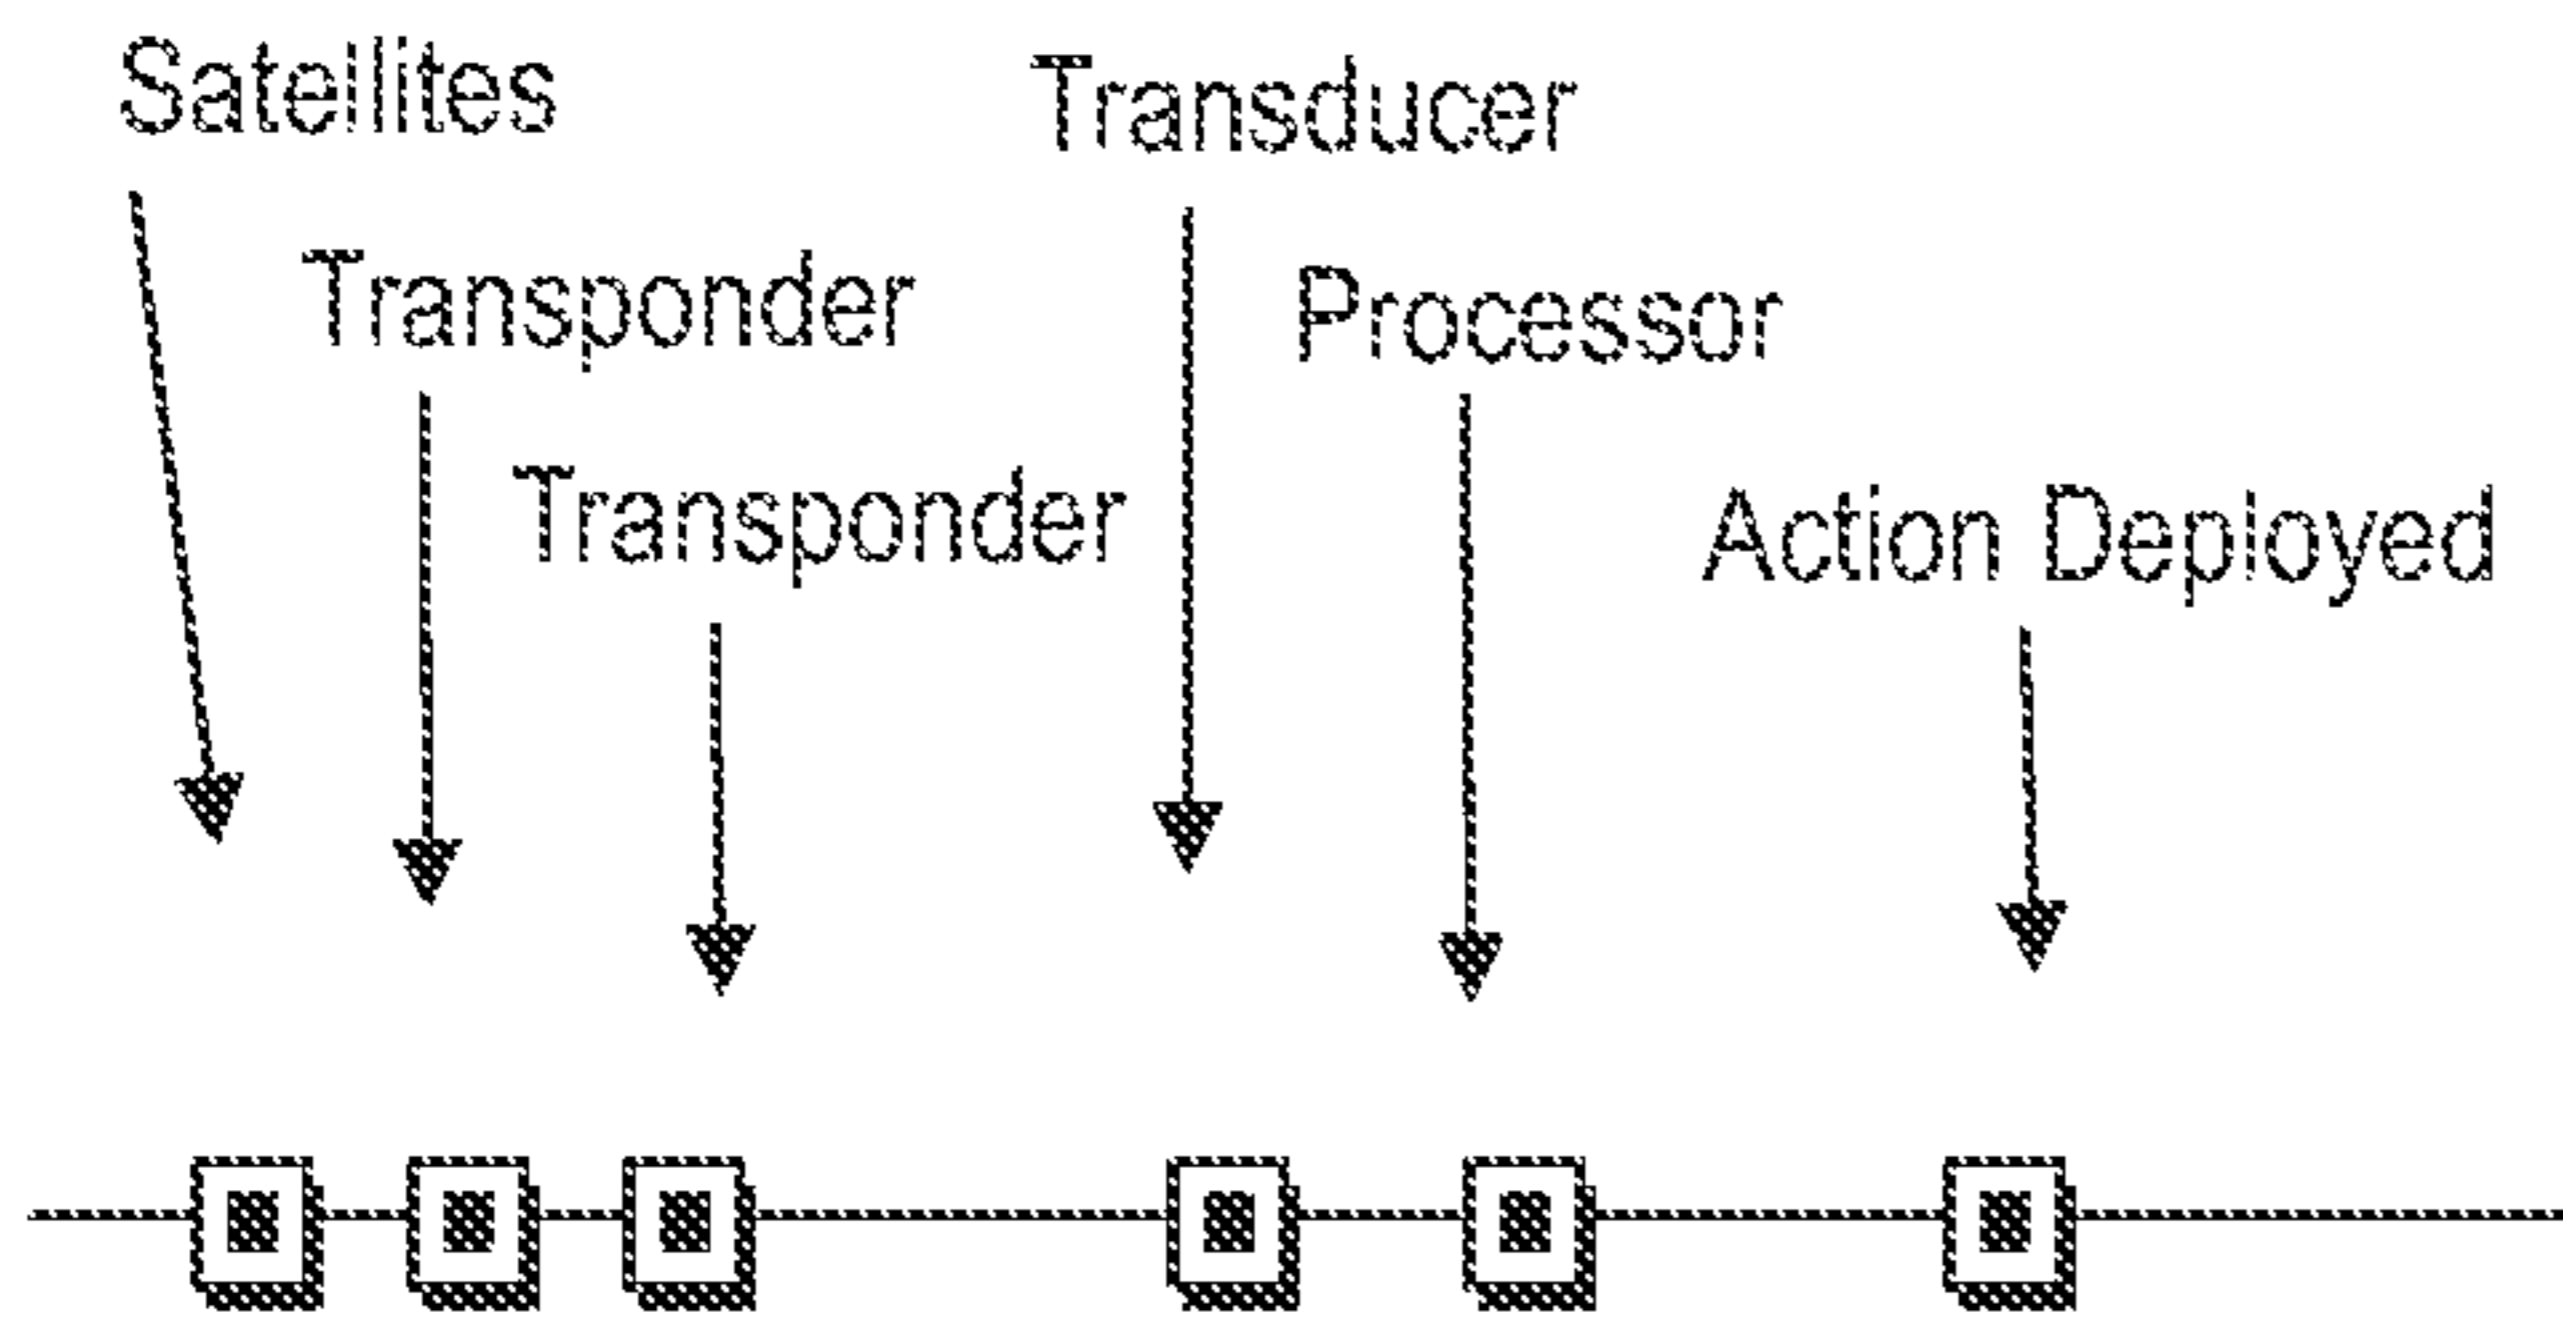 Satellites
Transducer
Transponder
Processor
Transponder
Action Deployed